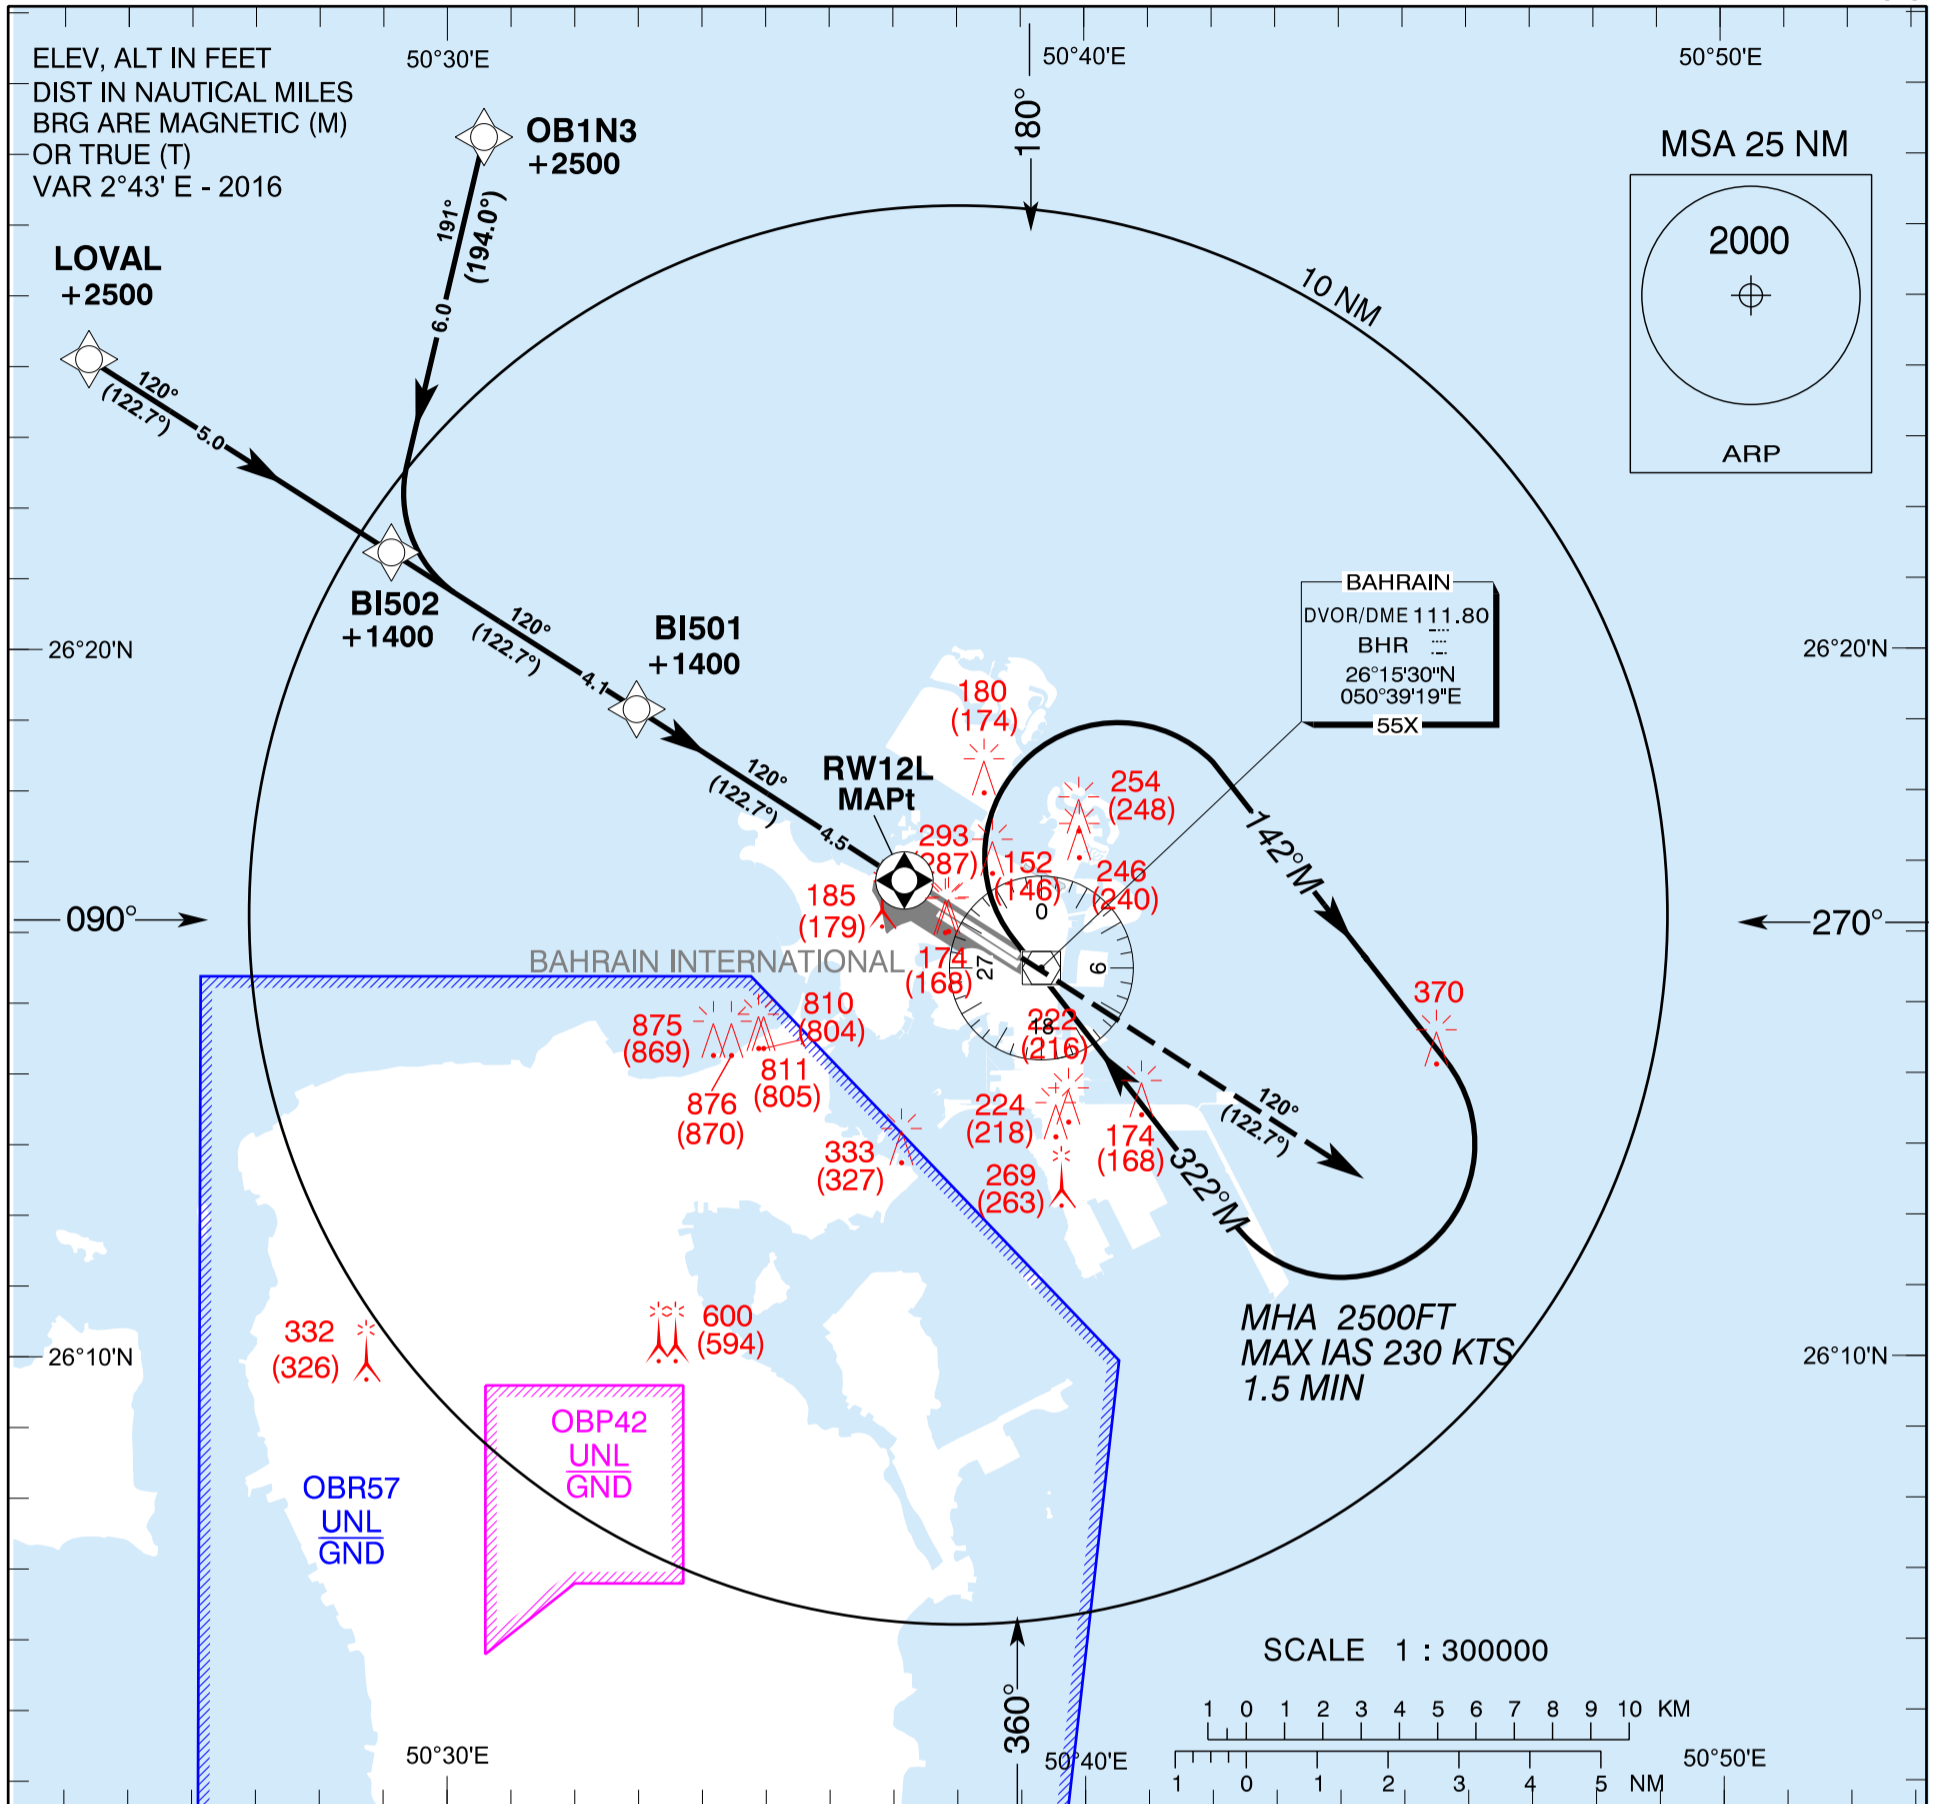 ELEV, ALT IN FEET
DIST IN NAUTICAL MILES
BRG ARE MAGNETIC (M)
OR TRUE (T)
VAR 2°43' E - 2016
50°30'E
50°40'E
50°50'E
180°
OB1N3
+2500
191°
(194.0°)
6.0
MSA 25 NM
2000
ARP
10 NM
LOVAL
+2500
120°
(122.7°)
5.0
BI502
+1400
120°
(122.7°)
4.1
BI501
+1400
120°
(122.7°)
4.5
RW12L
MAPt
26°20'N
26°20'N
BAHRAIN
DVOR/DME 111.80
BHR
26°15'30"N
050°39'19"E
55X
180
(174)
254
(248)
293
(287)
152
(146)
246
(240)
185
(179)
174
(168)
0
27
9
18
142°M
090°
270°
BAHRAIN INTERNATIONAL
370
222
(216)
875
(869)
810
(804)
811
(805)
876
(870)
333
(327)
224
(218)
174
(168)
269
(263)
120°
(122.7°)
322°M
MHA 2500FT
MAX IAS 230 KTS
1.5 MIN
332
(326)
600
(594)
26°10'N
26°10'N
OBP42
UNL
GND
OBR57
UNL
GND
360°
SCALE 1 : 300000
1 0 1 2 3 4 5 6 7 8 9 10 KM
1 0 1 2 3 4 5 NM
50°30'E
50°40'E
50°50'E